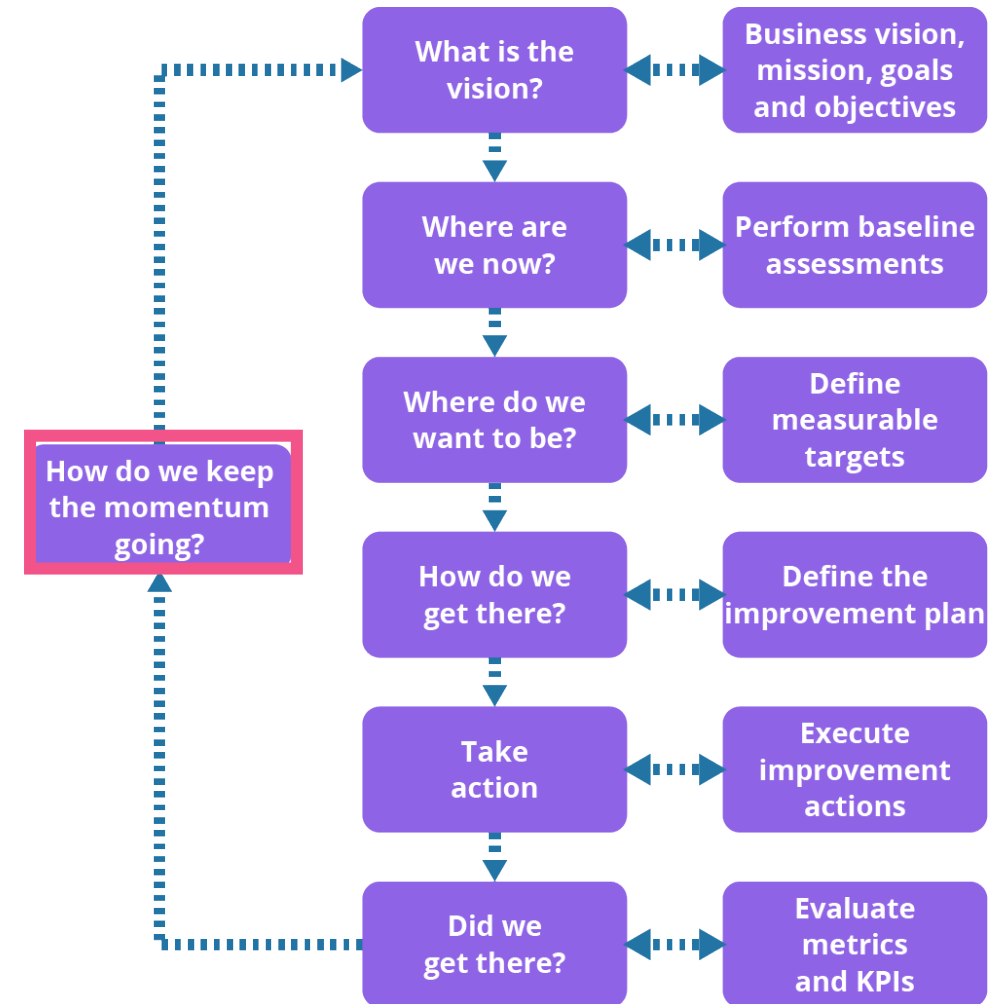 What is the
vision?
Business vision,
mission, goals
and objectives
Where are
we now?
Perform baseline
assessments
Where do we
want to be?
Define
measurable
targets
How do we keep
the momentum
going?
How do we
get there?
Define the
improvement plan
Take
action
Execute
improvement
actions
Did we
get there?
Evaluate
metrics
and KPIs